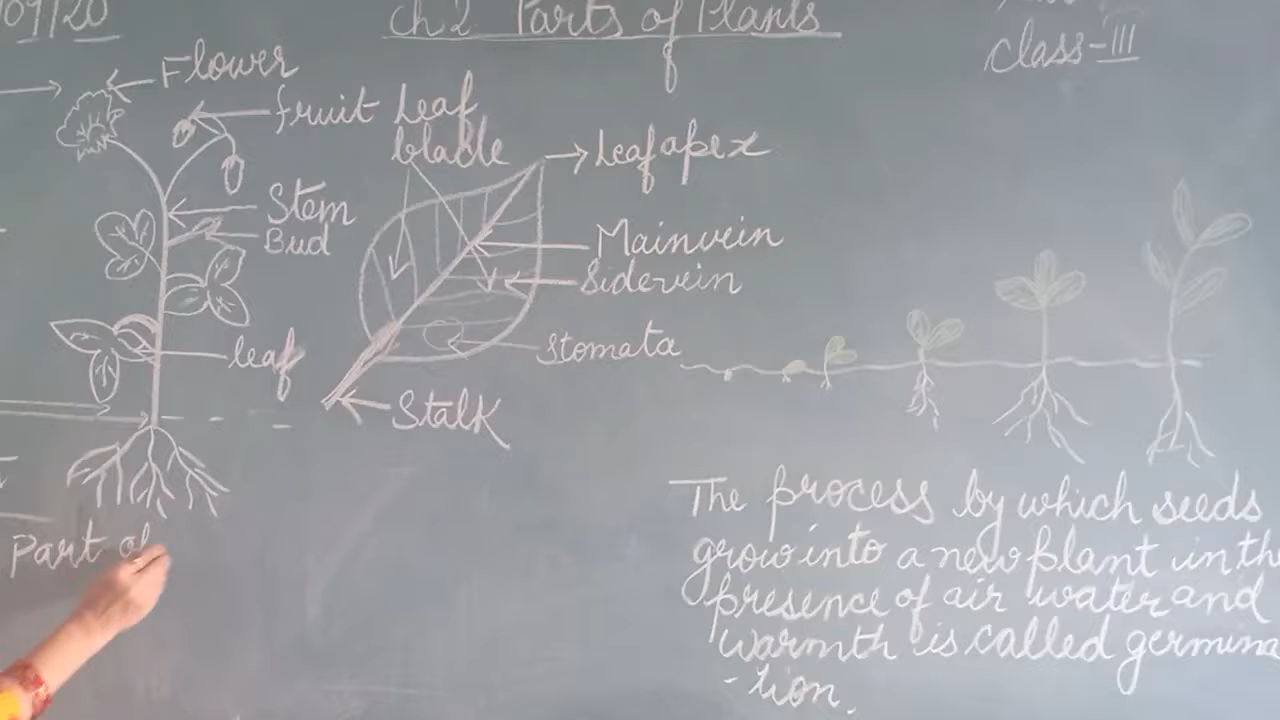 09/20
Ch 2 Parts of Plants
Class-III
Flower
fruit
Stem
Bud
leaf
Leaf
blable
Leaf apex
Mainvein
Sidevein
Stomata
Stalk
Part of
The process by which seeds
grow into a new plant in the
presence of air water and
warmth is called germina
-tion.